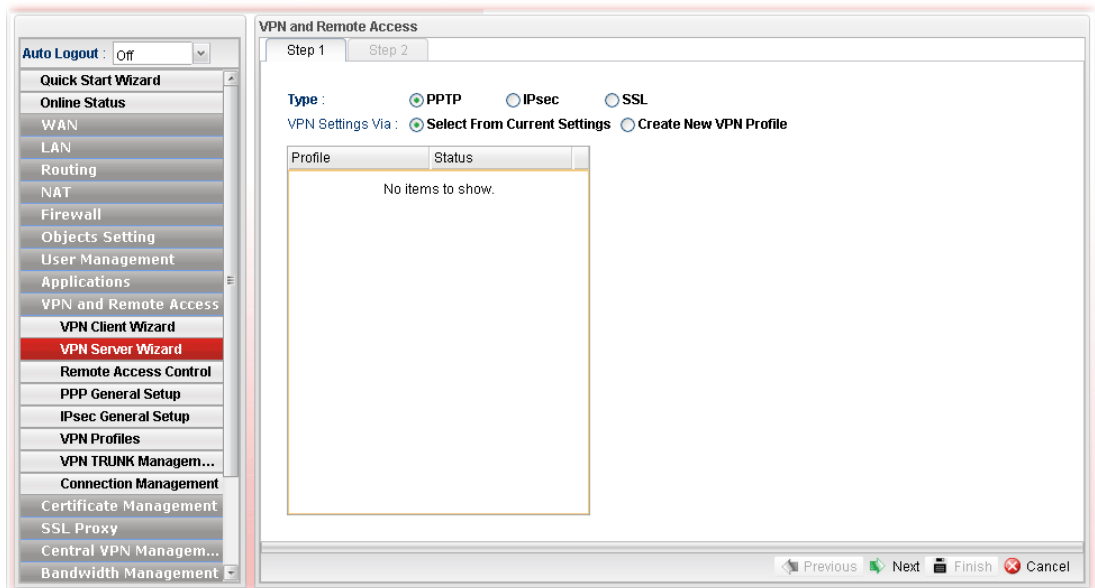 Auto Logout : Off
Quick Start Wizard
Online Status
WAN
LAN
Routing
NAT
Firewall
Objects Setting
User Management
Applications
VPN and Remote Access
VPN Client Wizard
VPN Server Wizard
Remote Access Control
PPP General Setup
IPsec General Setup
VPN Profiles
VPN TRUNK Managem...
Connection Management
Certificate Management
SSL Proxy
Central VPN Managem...
Bandwidth Management
VPN and Remote Access
Step 1 Step 2
Type : PPTP IPsec SSL
VPN Settings Via : Select From Current Settings Create New VPN Profile
Profile Status
No items to show.
Previous Next Finish Cancel